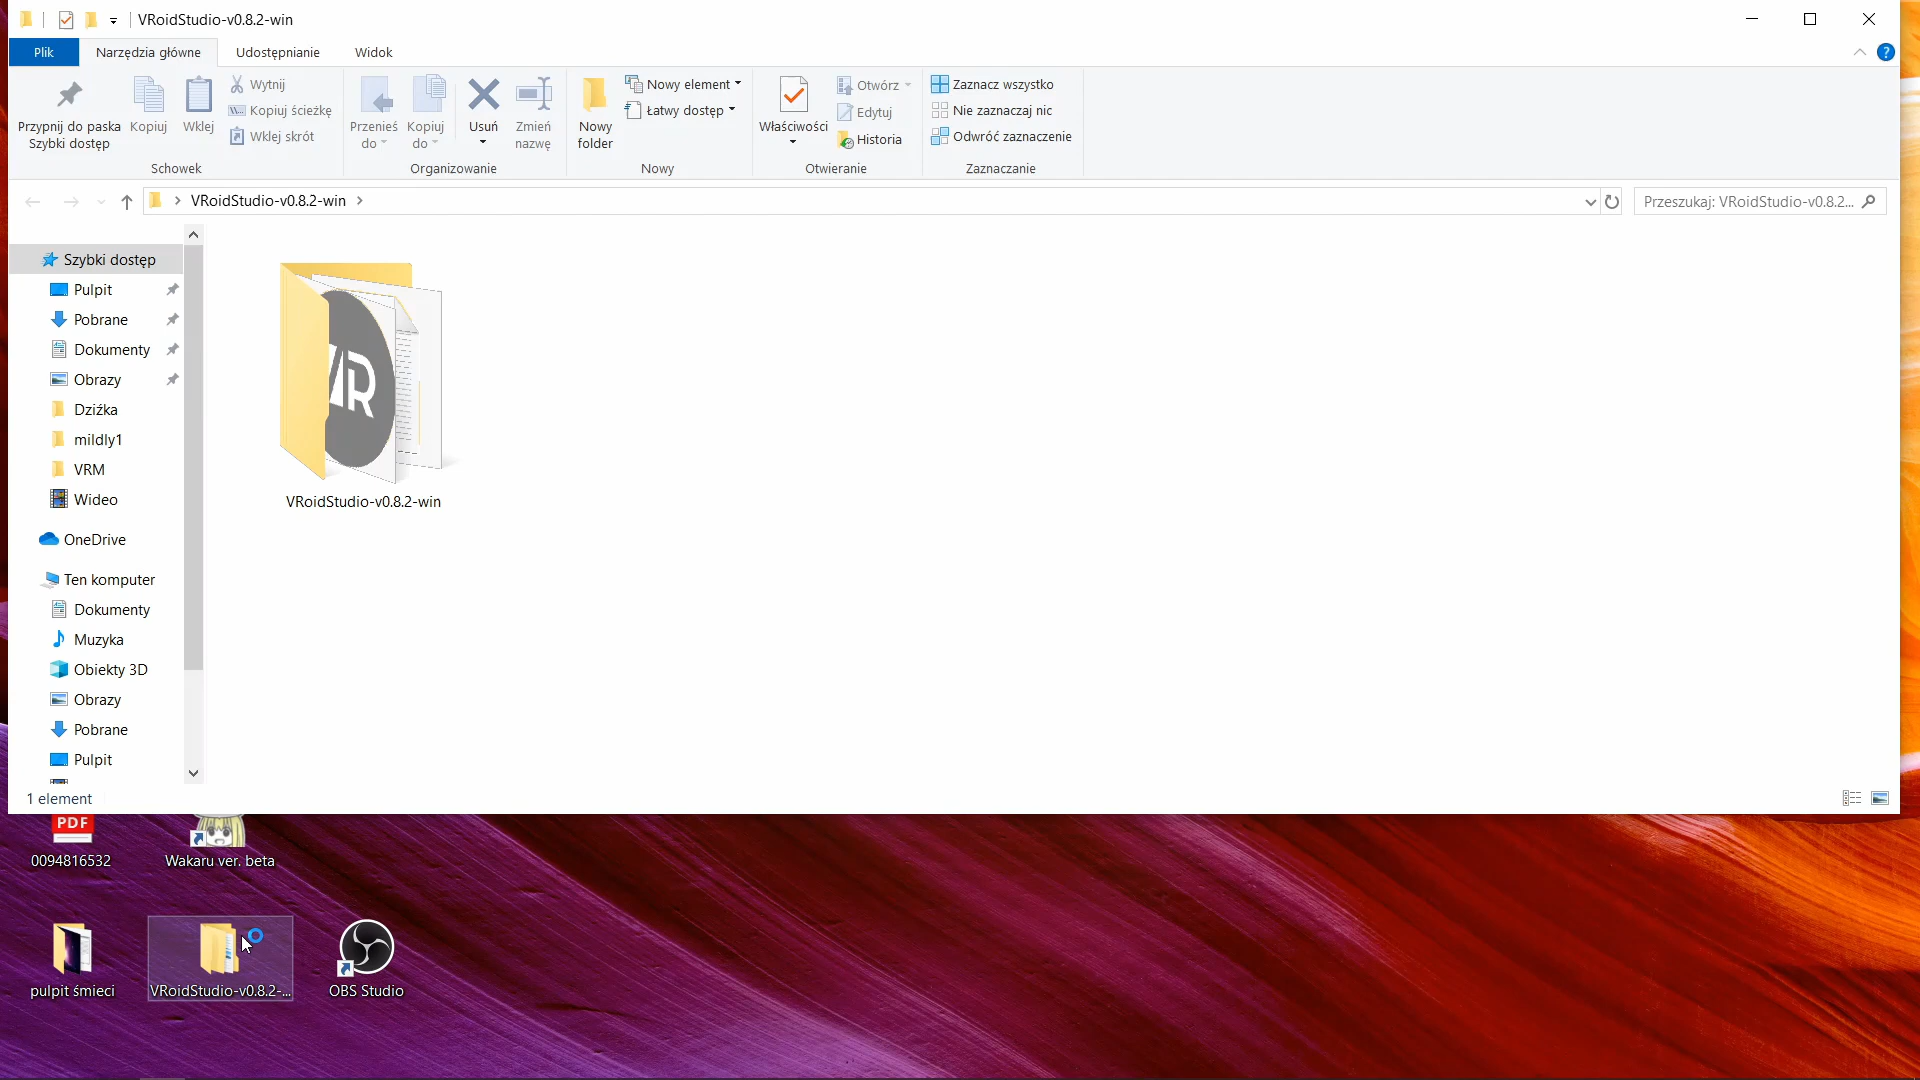 VRoidStudio-v0.8.2-win
Plik
Narzędzia główne
Udostępnianie
Widok
?
Przypnij do paska
Szybki dostęp
Kopiuj
Wklej
Wytnij
Kopiuj ścieżkę
Wklej skrót
Schowek
Przenieś
do
Kopiuj
do
Usuń
Zmień
nazwę
Organizowanie
Nowy
folder
Nowy element
Łatwy dostęp
Nowy
Właściwości
Otwórz
Edytuj
Historia
Otwieranie
Zaznacz wszystko
Nie zaznaczaj nic
Odwróć zaznaczenie
Zaznaczanie
VRoidStudio-v0.8.2-win
Przeszukaj: VRoidStudio-v0.8.2...
Szybki dostęp
Pulpit
Pobrane
Dokumenty
Obrazy
Dziźka
mildly1
VRM
Wideo
OneDrive
Ten komputer
Dokumenty
Muzyka
Obiekty 3D
Obrazy
Pobrane
Pulpit
VR
VRoidStudio-v0.8.2-win
1 element
PDF
0094816532
Wakaru ver. beta
pulpit śmieci
VRoidStudio-v0.8.2-...
OBS Studio